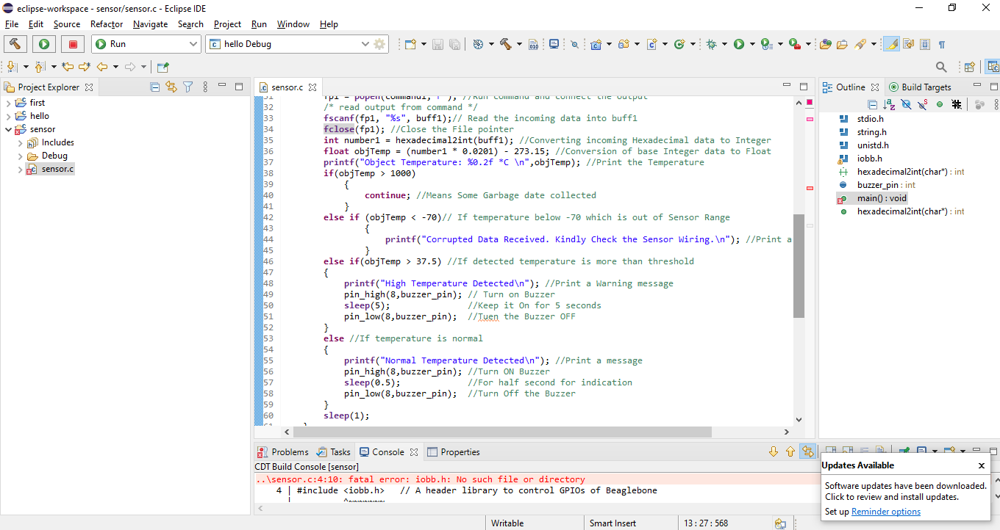 eclipse-workspace - sensor/sensor.c - Eclipse IDE
File Edit Source Refactor Navigate Search Project Run Window Help
Run
hello Debug
Project Explorer
first
hello
sensor
Includes
Debug
sensor.c
sensor.c
32 /* read output from command */
33 fscanf(fp1, "%s", buff1);// Read the incoming data into buff1
34 fclose(fp1); //Close the File pointer
35 int number1 = hexadecimal2int(buff1); //Converting incoming Hexadecimal data to Integer
36 float objTemp = (number1 * 0.0201) - 273.15; //Conversion of base Integer data to Float
37 printf("Object Temperature: %0.2f *C \n",objTemp); //Print the Temperature
38 if(objTemp > 1000)
39 {
40 continue; //Means Some Garbage date collected
41 }
42 else if (objTemp < -70)// If temperature below -70 which is out of Sensor Range
43 {
44 printf("Corrupted Data Received. Kindly Check the Sensor Wiring.\n"); //Print a
45 }
46 else if(objTemp > 37.5) //If detected temperature is more than threshold
47 {
48 printf("High Temperature Detected\n"); //Print a Warning message
49 pin_high(8,buzzer_pin); // Turn on Buzzer
50 sleep(5); //Keep it On for 5 seconds
51 pin_low(8,buzzer_pin); //Tuen the Buzzer OFF
52 }
53 else //If temperature is normal
54 {
55 printf("Normal Temperature Detected\n"); //Print a message
56 pin_high(8,buzzer_pin); //Turn ON Buzzer
57 sleep(0.5); //For half second for indication
58 pin_low(8,buzzer_pin); //Turn Off the Buzzer
59 }
60 sleep(1);
Outline
Build Targets
stdio.h
string.h
unistd.h
iobb.h
hexadecimal2int(char*) : int
buzzer_pin : int
main() : void
hexadecimal2int(char*) : int
Problems Tasks Console Properties
CDT Build Console [sensor]
..\sensor.c:4:10: fatal error: iobb.h: No such file or directory
4 | #include <iobb.h> // A header library to control GPIOs of Beaglebone
| ^~~~~~~~
Updates Available
Software updates have been downloaded.
Click to review and install updates.
Set up Reminder options
Writable
Smart Insert
13 : 27 : 568